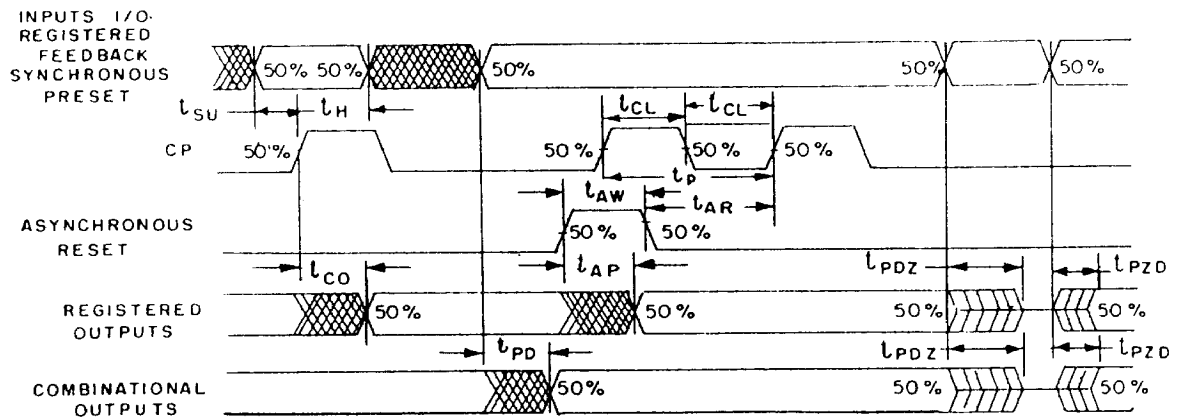 INPUTS I/O
REGISTERED
FEEDBACK
SYNCHRONOUS
PRESET
50% 50% 50% 50% 50%
tSU tH tCL tCL
CP 50% 50% 50% 50%
tP
tAW tAR
ASYNCHRONOUS
RESET
50% 50%
tCO tAP tPDZ tPZD
REGISTERED
OUTPUTS
50% 50% 50% 50%
tPD tPDZ tPZD
COMBINATIONAL
OUTPUTS
50% 50% 50%